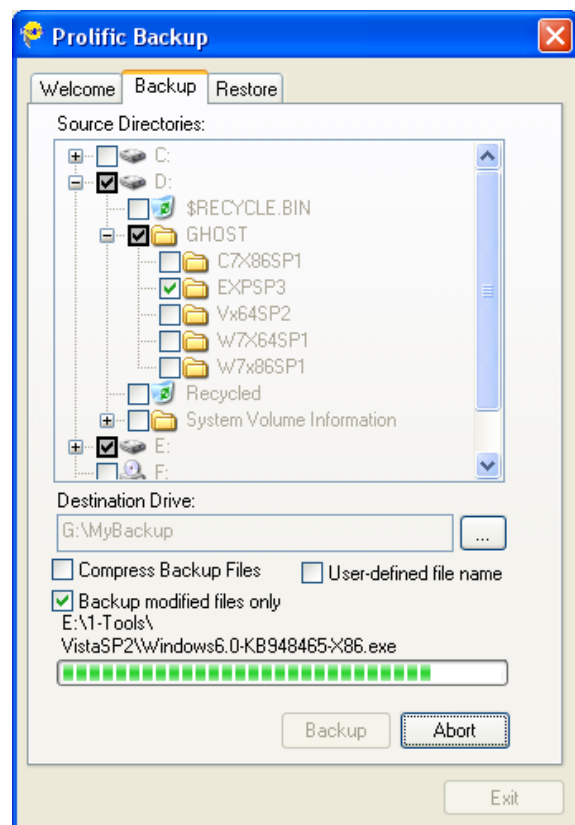 Prolific Backup
Welcome Backup Restore
Source Directories:
C:
D:
$RECYCLE.BIN
GHOST
C7X86SP1
EXPSP3
Vx64SP2
W7X64SP1
W7x86SP1
Recycled
System Volume Information
E:
F:
Destination Drive:
G:\MyBackup ...
Compress Backup Files User-defined file name
Backup modified files only
E:\1-Tools\
VistaSP2\Windows6.0-KB948465-X86.exe
Backup Abort
Exit